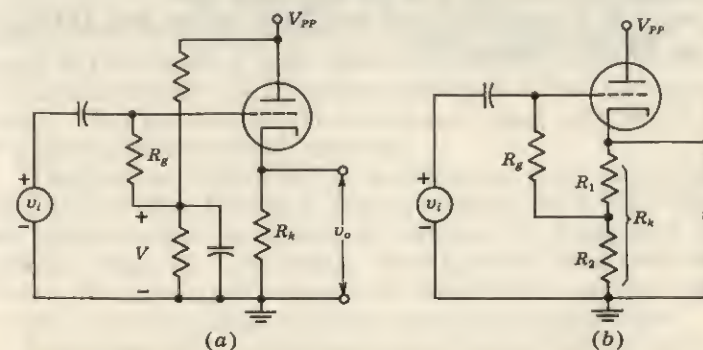 V_PP
R_g
+
v_i
−
+
V
−
R_k
v_o
(a)
V_PP
R_g
+
v_i
−
R_1
R_k
R_2
(b)